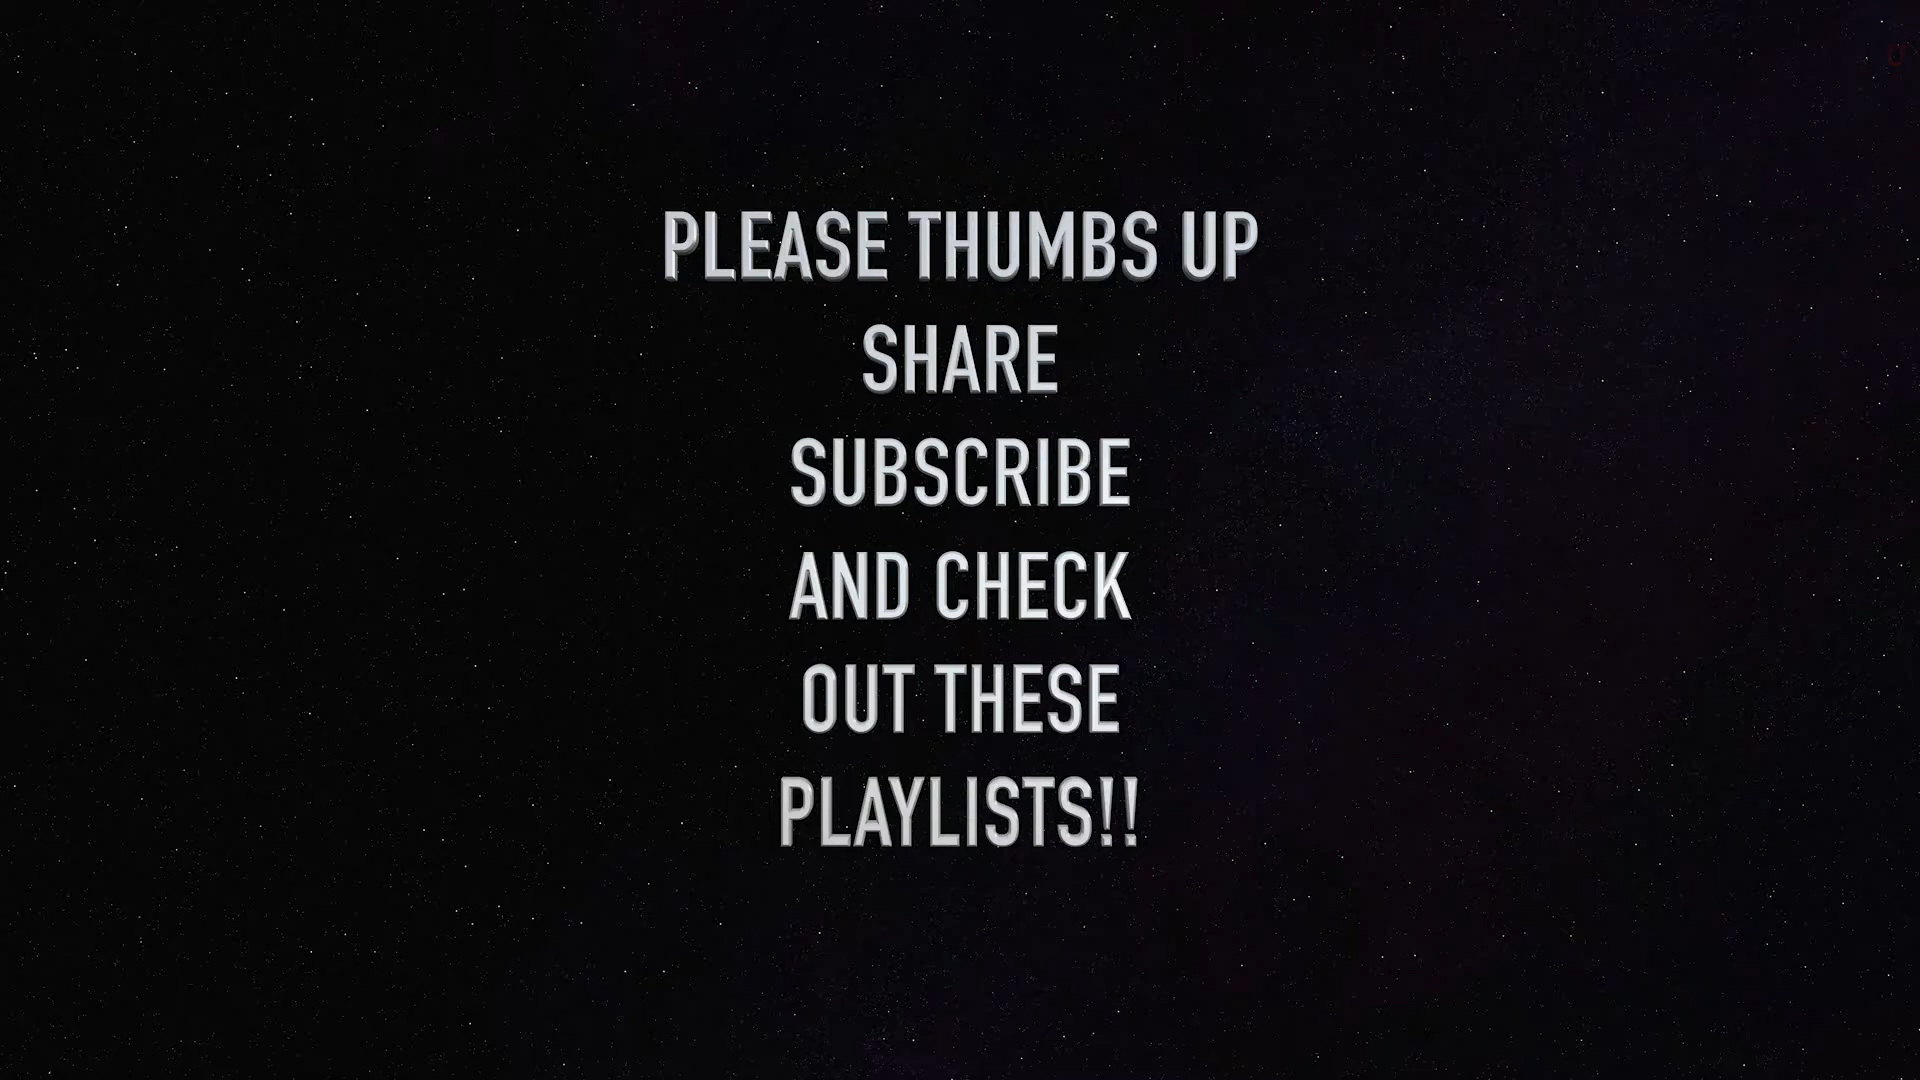 PLEASE THUMBS UP
SHARE
SUBSCRIBE
AND CHECK
OUT THESE
PLAYLISTS!!